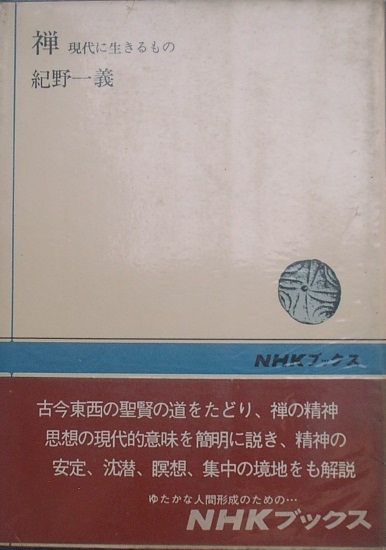 禅 現代に生きるもの
紀野一義
NHKブックス
古今東西の聖賢の道をたどり、禅の精神
思想の現代的意味を簡明に説き、精神の
安定、沈潜、瞑想、集中の境地をも解説
ゆたかな人間形成のための…
NHKブックス